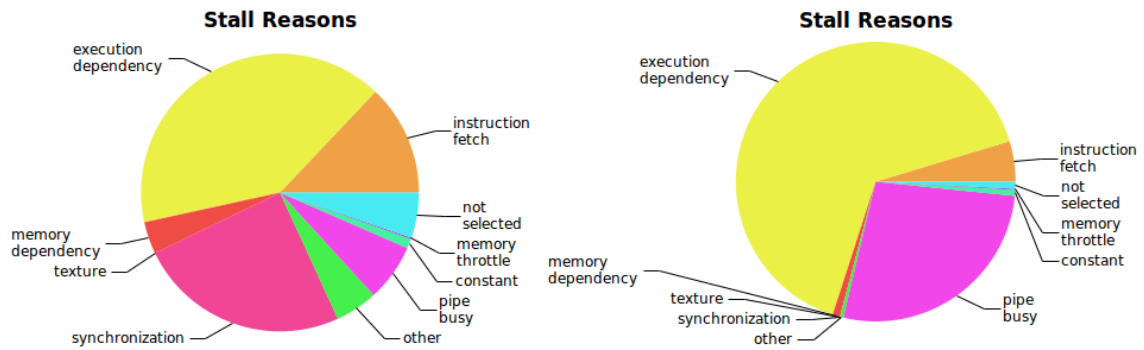 Stall Reasons
execution
dependency
instruction
fetch
not
selected
memory
throttle
constant
pipe
busy
other
synchronization
texture
memory
dependency
Stall Reasons
execution
dependency
instruction
fetch
not
selected
memory
throttle
constant
pipe
busy
other
synchronization
texture
memory
dependency